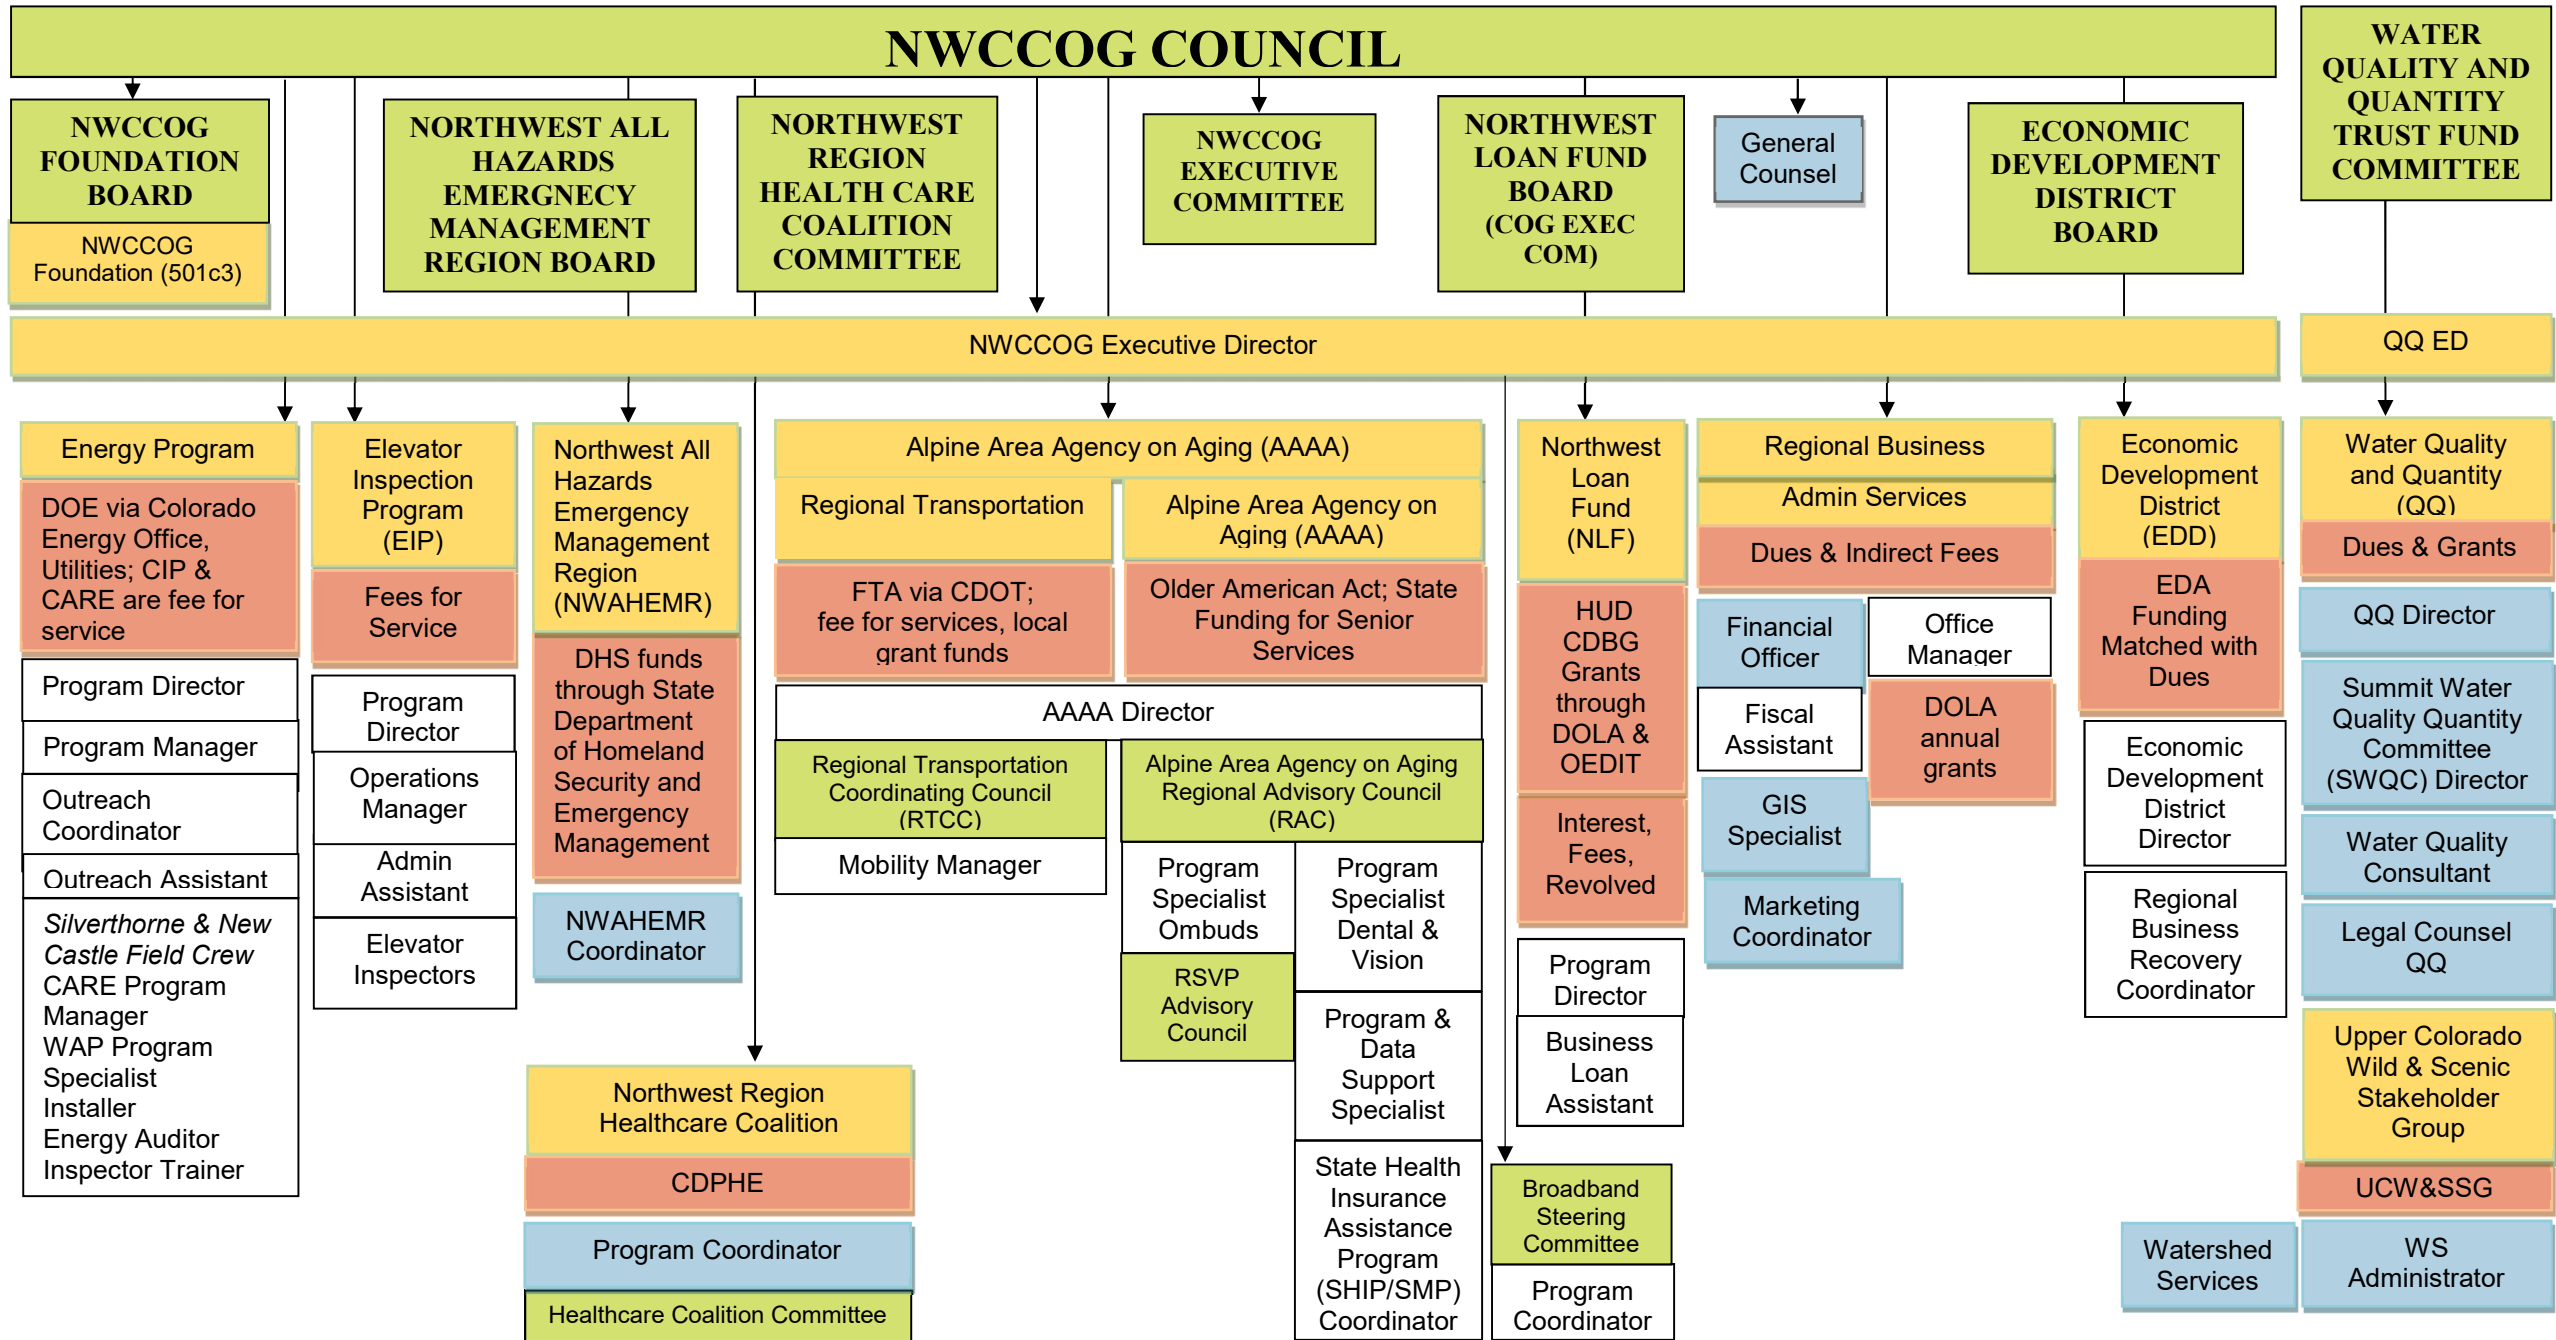 NWCCOG COUNCIL
WATER
QUALITY AND
QUANTITY
TRUST FUND
COMMITTEE
NWCCOG
FOUNDATION
BOARD
NWCCOG
Foundation (501c3)
NORTHWEST ALL
HAZARDS
EMERGNECY
MANAGEMENT
REGION BOARD
NORTHWEST
REGION
HEALTH CARE
COALITION
COMMITTEE
NWCCOG
EXECUTIVE
COMMITTEE
NORTHWEST
LOAN FUND
BOARD
(COG EXEC
COM)
General
Counsel
ECONOMIC
DEVELOPMENT
DISTRICT
BOARD
NWCCOG Executive Director
QQ ED
Energy Program
DOE via Colorado
Energy Office,
Utilities; CIP &
CARE are fee for
service
Program Director
Program Manager
Outreach
Coordinator
Outreach Assistant
Silverthorne & New
Castle Field Crew
CARE Program
Manager
WAP Program
Specialist
Installer
Energy Auditor
Inspector Trainer
Elevator
Inspection
Program
(EIP)
Fees for
Service
Program
Director
Operations
Manager
Admin
Assistant
Elevator
Inspectors
Northwest All
Hazards
Emergency
Management
Region
(NWAHEMR)
DHS funds
through State
Department
of Homeland
Security and
Emergency
Management
NWAHEMR
Coordinator
Northwest Region
Healthcare Coalition
CDPHE
Program Coordinator
Healthcare Coalition Committee
Alpine Area Agency on Aging (AAAA)
Regional Transportation
FTA via CDOT;
fee for services, local
grant funds
Alpine Area Agency on
Aging (AAAA)
Older American Act; State
Funding for Senior
Services
AAAA Director
Regional Transportation
Coordinating Council
(RTCC)
Mobility Manager
Alpine Area Agency on Aging
Regional Advisory Council
(RAC)
Program
Specialist
Ombuds
RSVP
Advisory
Council
Program
Specialist
Dental &
Vision
Program &
Data
Support
Specialist
State Health
Insurance
Assistance
Program
(SHIP/SMP)
Coordinator
Broadband
Steering
Committee
Program
Coordinator
Northwest
Loan
Fund
(NLF)
HUD
CDBG
Grants
through
DOLA &
OEDIT
Interest,
Fees,
Revolved
Program
Director
Business
Loan
Assistant
Regional Business
Admin Services
Dues & Indirect Fees
Financial
Officer
Office
Manager
Fiscal
Assistant
DOLA
annual
grants
GIS
Specialist
Marketing
Coordinator
Economic
Development
District
(EDD)
EDA
Funding
Matched with
Dues
Economic
Development
District
Director
Regional
Business
Recovery
Coordinator
Water Quality
and Quantity
(QQ)
Dues & Grants
QQ Director
Summit Water
Quality Quantity
Committee
(SWQC) Director
Water Quality
Consultant
Legal Counsel
QQ
Upper Colorado
Wild & Scenic
Stakeholder
Group
UCW&SSG
Watershed
Services
WS
Administrator